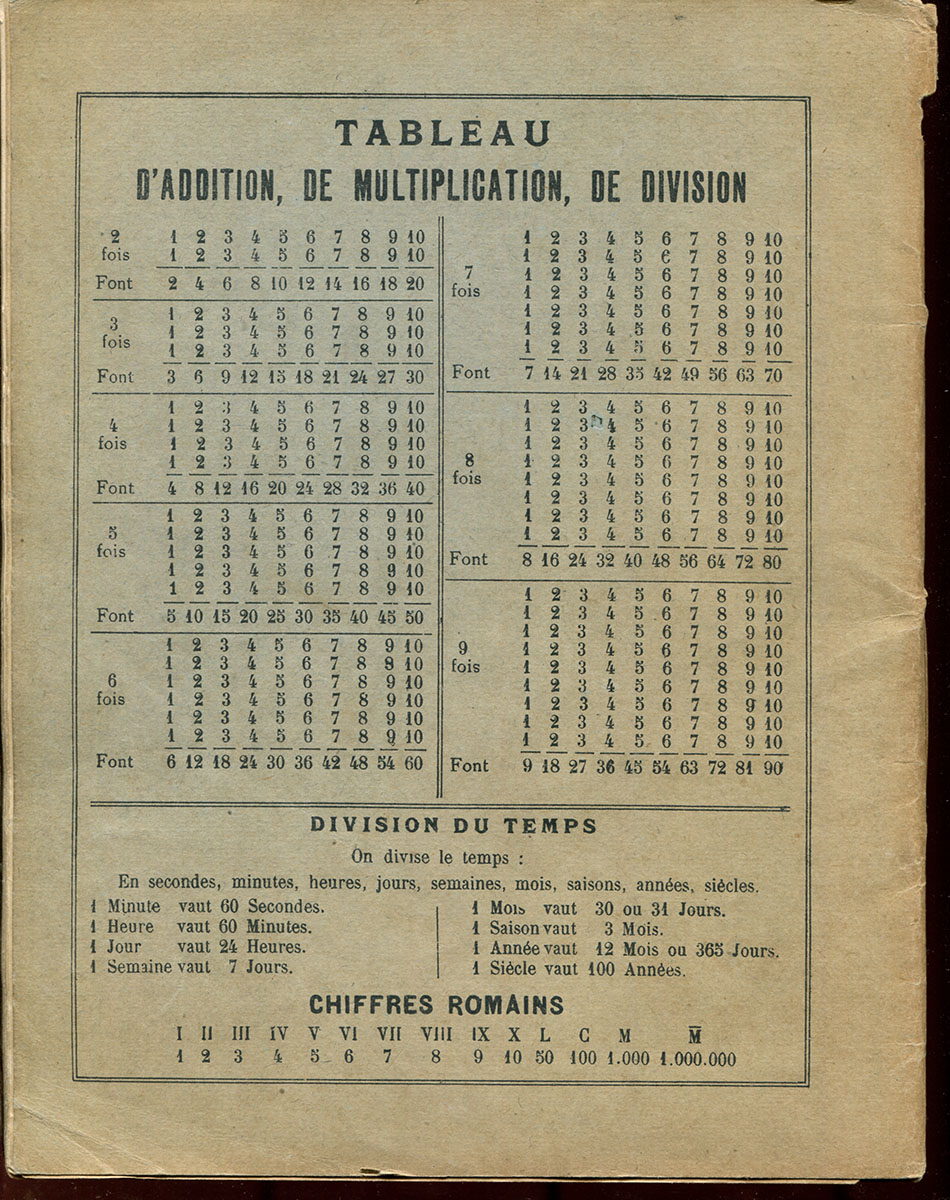 TABLEAU
D'ADDITION, DE MULTIPLICATION, DE DIVISION
2 fois
1 2 3 4 5 6 7 8 9 10
1 2 3 4 5 6 7 8 9 10
Font 2 4 6 8 10 12 14 16 18 20
3 fois
1 2 3 4 5 6 7 8 9 10
1 2 3 4 5 6 7 8 9 10
1 2 3 4 5 6 7 8 9 10
Font 3 6 9 12 15 18 21 24 27 30
4 fois
1 2 3 4 5 6 7 8 9 10
1 2 3 4 5 6 7 8 9 10
1 2 3 4 5 6 7 8 9 10
1 2 3 4 5 6 7 8 9 10
Font 4 8 12 16 20 24 28 32 36 40
5 fois
1 2 3 4 5 6 7 8 9 10
1 2 3 4 5 6 7 8 9 10
1 2 3 4 5 6 7 8 9 10
1 2 3 4 5 6 7 8 9 10
1 2 3 4 5 6 7 8 9 10
Font 5 10 15 20 25 30 35 40 45 50
6 fois
1 2 3 4 5 6 7 8 9 10
1 2 3 4 5 6 7 8 8 10
1 2 3 4 5 6 7 8 9 10
1 2 3 4 5 6 7 8 9 10
1 2 3 4 5 6 7 8 9 10
1 2 3 4 5 6 7 8 9 10
Font 6 12 18 24 30 36 42 48 54 60
7 fois
1 2 3 4 5 6 7 8 9 10
1 2 3 4 5 6 7 8 9 10
1 2 3 4 5 6 7 8 9 10
1 2 3 4 5 6 7 8 9 10
1 2 3 4 5 6 7 8 9 10
1 2 3 4 5 6 7 8 9 10
1 2 3 4 5 6 7 8 9 10
Font 7 14 21 28 35 42 49 56 63 70
8 fois
1 2 3 4 5 6 7 8 9 10
1 2 3 4 5 6 7 8 9 10
1 2 3 4 5 6 7 8 9 10
1 2 3 4 5 6 7 8 9 10
1 2 3 4 5 6 7 8 9 10
1 2 3 4 5 6 7 8 9 10
1 2 3 4 5 6 7 8 9 10
1 2 3 4 5 6 7 8 9 10
Font 8 16 24 32 40 48 56 64 72 80
9 fois
1 2 3 4 5 6 7 8 9 10
1 2 3 4 5 6 7 8 9 10
1 2 3 4 5 6 7 8 9 10
1 2 3 4 5 6 7 8 9 10
1 2 3 4 5 6 7 8 9 10
1 2 3 4 5 6 7 8 9 10
1 2 3 4 5 6 7 8 9 10
1 2 3 4 5 6 7 8 9 10
1 2 3 4 5 6 7 8 9 10
Font 9 18 27 36 45 54 63 72 81 90
DIVISION DU TEMPS
On divise le temps :
En secondes, minutes, heures, jours, semaines, mois, saisons, années, siècles.
1 Minute vaut 60 Secondes.
1 Heure vaut 60 Minutes.
1 Jour vaut 24 Heures.
1 Semaine vaut 7 Jours.
1 Mois vaut 30 ou 31 Jours.
1 Saison vaut 3 Mois.
1 Année vaut 12 Mois ou 365 Jours.
1 Siècle vaut 100 Années.
CHIFFRES ROMAINS
I II III IV V VI VII VIII IX X L C M M̅
1 2 3 4 5 6 7 8 9 10 50 100 1.000 1.000.000